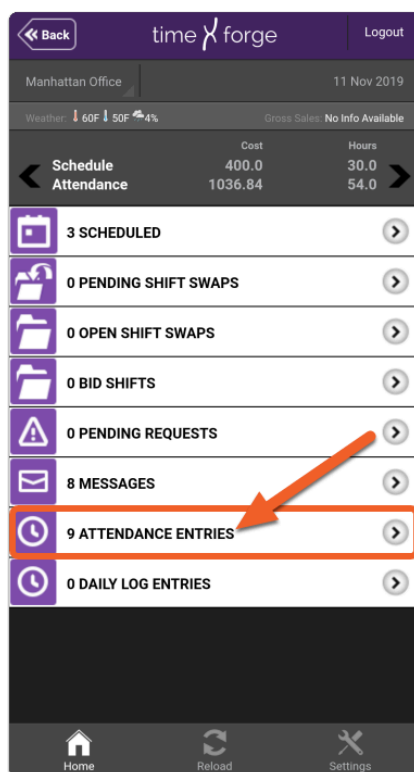 Back
time forge
Logout
Manhattan Office
11 Nov 2019
Weather: 60F 50F 4%
Gross Sales: No Info Available
Cost Hours
Schedule 400.0 30.0
Attendance 1036.84 54.0
3 SCHEDULED
0 PENDING SHIFT SWAPS
0 OPEN SHIFT SWAPS
0 BID SHIFTS
0 PENDING REQUESTS
8 MESSAGES
9 ATTENDANCE ENTRIES
0 DAILY LOG ENTRIES
Home Reload Settings